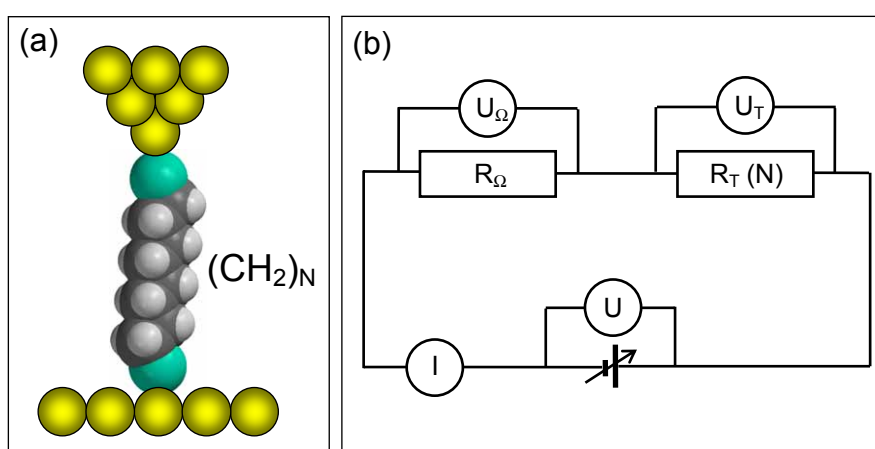 (a)
(CH₂)N
(b)
UΩ
UT
RΩ
RT (N)
U
I